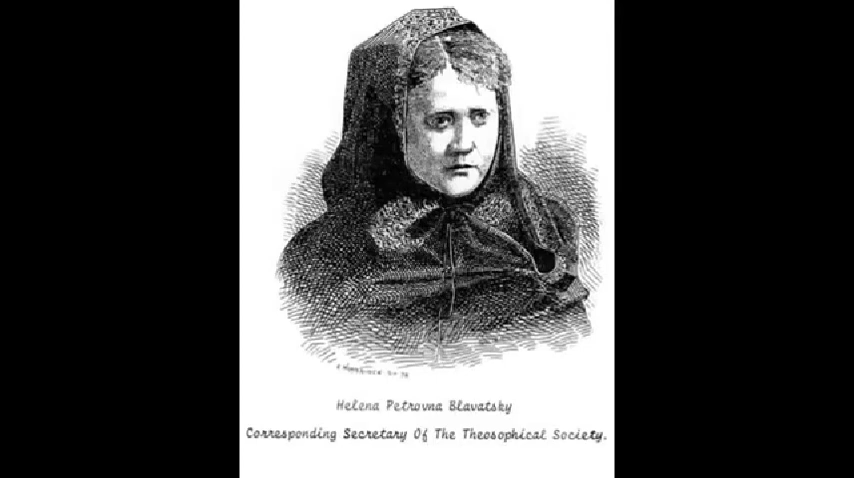 Helena Petrovna Blavatsky
Corresponding Secretary Of The Theosophical Society.